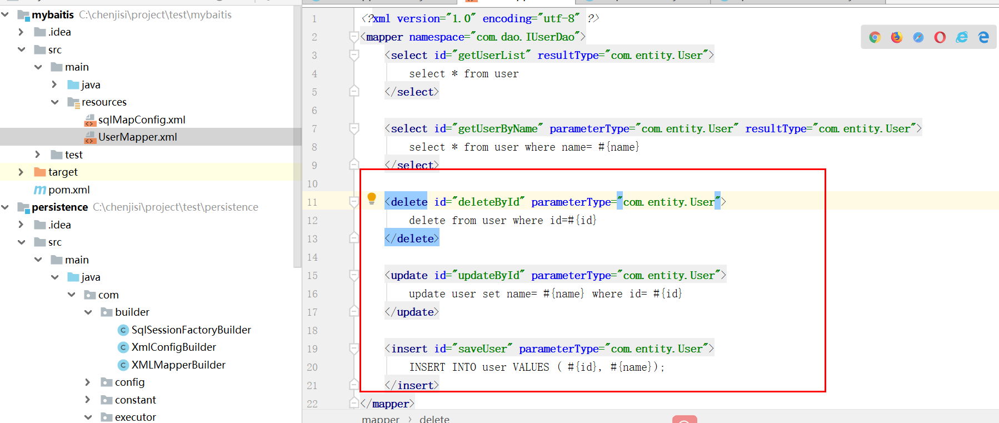 mybaitis C:\chenjisi\project\test\mybaitis
.idea
src
main
java
resources
sqlMapConfig.xml
UserMapper.xml
test
target
pom.xml
persistence C:\chenjisi\project\test\persistence
.idea
src
main
java
com
builder
SqlSessionFactoryBuilder
XmlConfigBuilder
XMLMapperBuilder
config
constant
executor
1 <?xml version="1.0" encoding="utf-8" ?>
2 <mapper namespace="com.dao.IUserDao">
3 <select id="getUserList" resultType="com.entity.User">
4 select * from user
5 </select>
6
7 <select id="getUserByName" parameterType="com.entity.User" resultType="com.entity.User">
8 select * from user where name= #{name}
9 </select>
10
11 <delete id="deleteById" parameterType="com.entity.User">
12 delete from user where id=#{id}
13 </delete>
14
15 <update id="updateById" parameterType="com.entity.User">
16 update user set name= #{name} where id= #{id}
17 </update>
18
19 <insert id="saveUser" parameterType="com.entity.User">
20 INSERT INTO user VALUES ( #{id}, #{name});
21 </insert>
22 </mapper>
mapper › delete